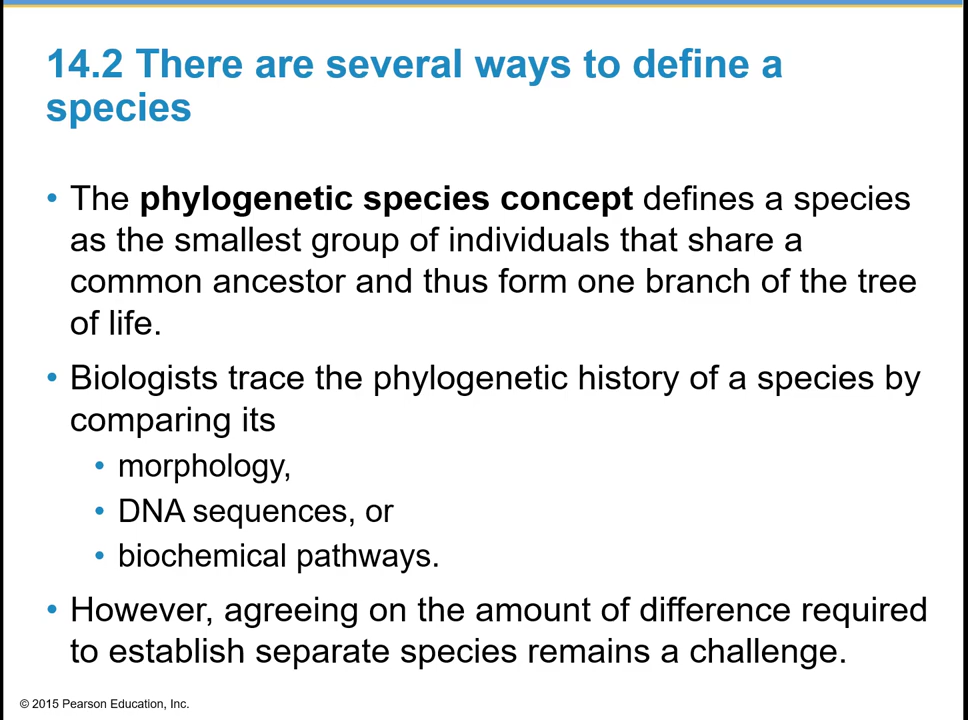 14.2 There are several ways to define a
species
• The phylogenetic species concept defines a species
as the smallest group of individuals that share a
common ancestor and thus form one branch of the tree
of life.
• Biologists trace the phylogenetic history of a species by
comparing its
• morphology,
• DNA sequences, or
• biochemical pathways.
• However, agreeing on the amount of difference required
to establish separate species remains a challenge.
© 2015 Pearson Education, Inc.